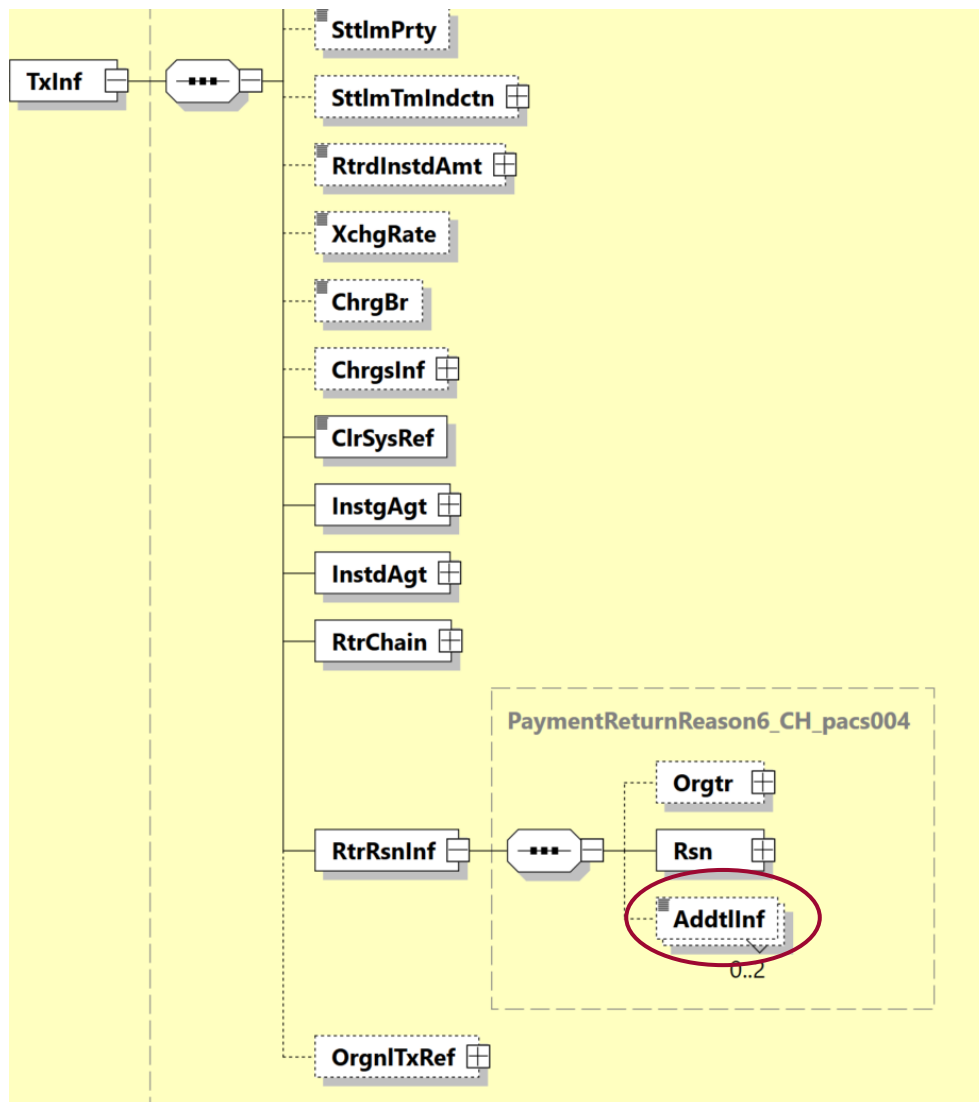 SttlmPrty
TxInf
SttlmTmIndctn
RtrdInstdAmt
XchgRate
ChrgBr
ChrgsInf
ClrSysRef
InstgAgt
InstdAgt
RtrChain
PaymentReturnReason6_CH_pacs004
Orgtr
RtrRsnInf
Rsn
AddtlInf
0..2
OrgnlTxRef